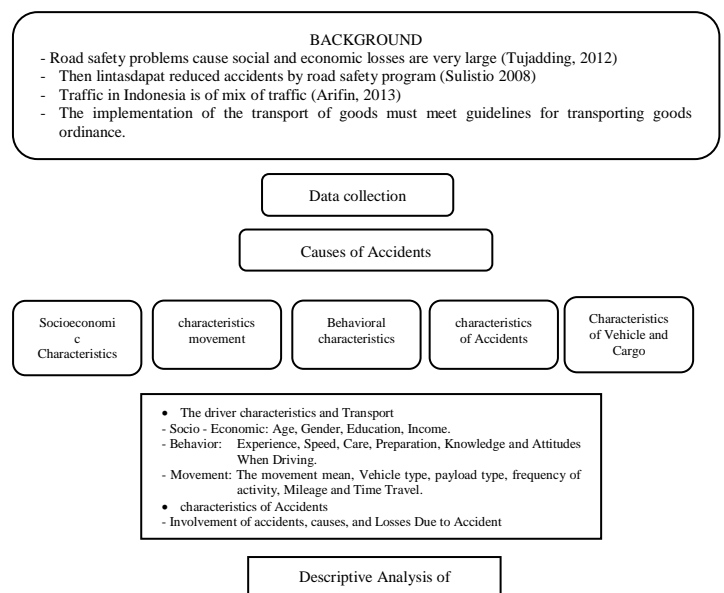 BACKGROUND
- Road safety problems cause social and economic losses are very large (Tujadding, 2012)
- Then lintasdapat reduced accidents by road safety program (Sulistio 2008)
- Traffic in Indonesia is of mix of traffic (Arifin, 2013)
- The implementation of the transport of goods must meet guidelines for transporting goods
ordinance.
Data collection
Causes of Accidents
Socioeconomi
c
Characteristics
characteristics
movement
Behavioral
characteristics
characteristics
of Accidents
Characteristics
of Vehicle and
Cargo
• The driver characteristics and Transport
- Socio - Economic: Age, Gender, Education, Income.
- Behavior: Experience, Speed, Care, Preparation, Knowledge and Attitudes
When Driving.
- Movement: The movement mean, Vehicle type, payload type, frequency of
activity, Mileage and Time Travel.
• characteristics of Accidents
- Involvement of accidents, causes, and Losses Due to Accident
Descriptive Analysis of